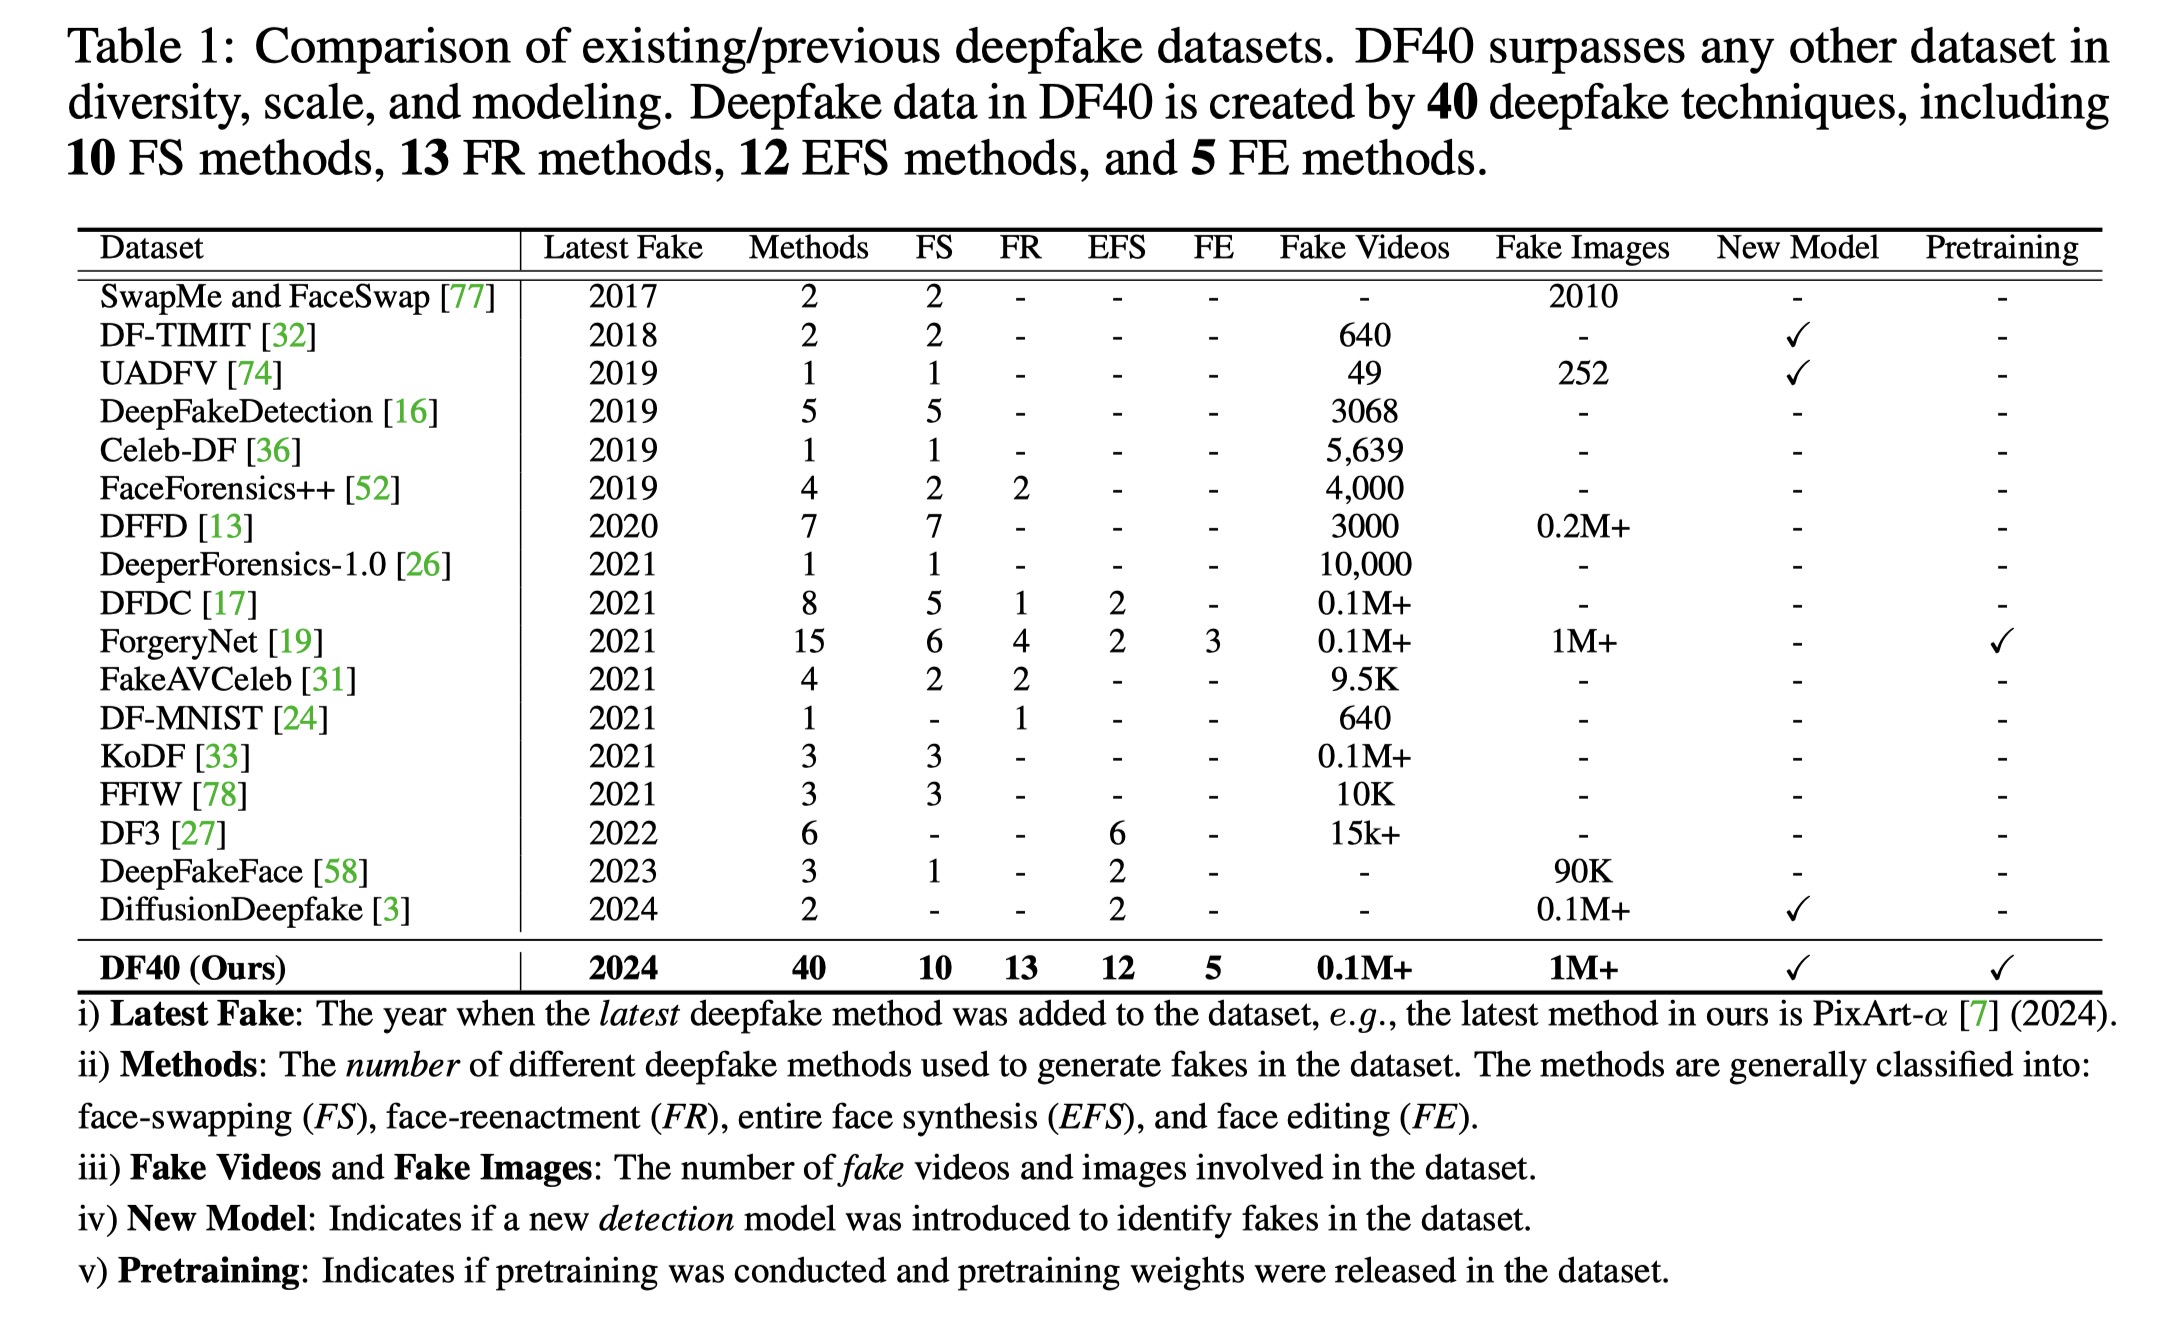 Table 1: Comparison of existing/previous deepfake datasets. DF40 surpasses any other dataset in
diversity, scale, and modeling. Deepfake data in DF40 is created by 40 deepfake techniques, including
10 FS methods, 13 FR methods, 12 EFS methods, and 5 FE methods.
Dataset Latest Fake Methods FS FR EFS FE Fake Videos Fake Images New Model Pretraining
SwapMe and FaceSwap [77] 2017 2 2 - - - - 2010 - -
DF-TIMIT [32] 2018 2 2 - - - 640 - ✓ -
UADFV [74] 2019 1 1 - - - 49 252 ✓ -
DeepFakeDetection [16] 2019 5 5 - - - 3068 - - -
Celeb-DF [36] 2019 1 1 - - - 5,639 - - -
FaceForensics++ [52] 2019 4 2 2 - - 4,000 - - -
DFFD [13] 2020 7 7 - - - 3000 0.2M+ - -
DeeperForensics-1.0 [26] 2021 1 1 - - - 10,000 - - -
DFDC [17] 2021 8 5 1 2 - 0.1M+ - - -
ForgeryNet [19] 2021 15 6 4 2 3 0.1M+ 1M+ - ✓
FakeAVCeleb [31] 2021 4 2 2 - - 9.5K - - -
DF-MNIST [24] 2021 1 - 1 - - 640 - - -
KoDF [33] 2021 3 3 - - - 0.1M+ - - -
FFIW [78] 2021 3 3 - - - 10K - - -
DF3 [27] 2022 6 - - 6 - 15k+ - - -
DeepFakeFace [58] 2023 3 1 - 2 - - 90K - -
DiffusionDeepfake [3] 2024 2 - - 2 - - 0.1M+ ✓ -
DF40 (Ours) 2024 40 10 13 12 5 0.1M+ 1M+ ✓ ✓
i) Latest Fake: The year when the latest deepfake method was added to the dataset, e.g., the latest method in ours is PixArt-α [7] (2024).
ii) Methods: The number of different deepfake methods used to generate fakes in the dataset. The methods are generally classified into:
face-swapping (FS), face-reenactment (FR), entire face synthesis (EFS), and face editing (FE).
iii) Fake Videos and Fake Images: The number of fake videos and images involved in the dataset.
iv) New Model: Indicates if a new detection model was introduced to identify fakes in the dataset.
v) Pretraining: Indicates if pretraining was conducted and pretraining weights were released in the dataset.